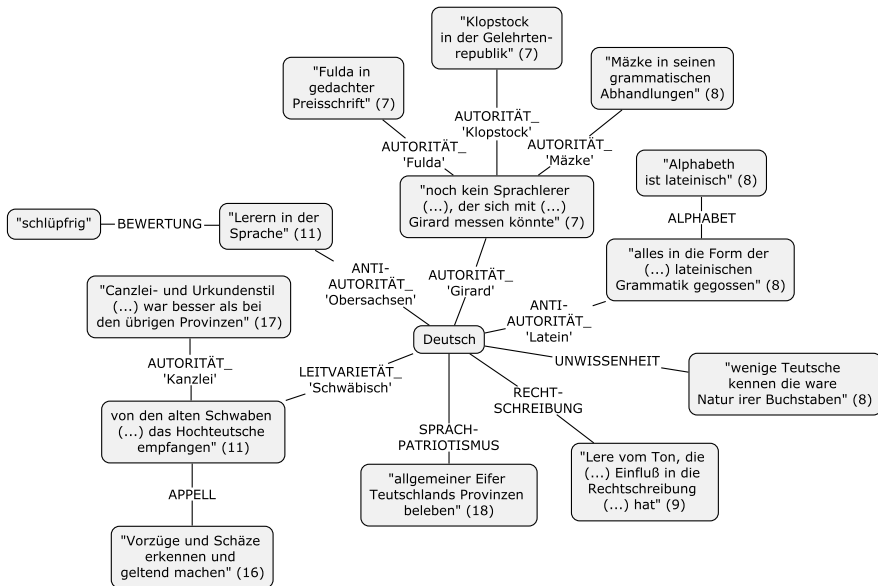 "Klopstock
in der Gelehrten-
republik" (7)
"Fulda in
gedachter
Preisschrift" (7)
"Mäzke in seinen
grammatischen
Abhandlungen" (8)
AUTORITÄT_
'Klopstock'
AUTORITÄT_
'Fulda'
AUTORITÄT_
'Mäzke'
"Alphabeth
ist lateinisch" (8)
"noch kein Sprachlerer
(...), der sich mit (...)
Girard messen könnte" (7)
"schlüpfrig"
BEWERTUNG
"Lerern in der
Sprache" (11)
ALPHABET
"alles in die Form der
(...) lateinischen
Grammatik gegossen" (8)
ANTI-
AUTORITÄT_
'Obersachsen'
AUTORITÄT_
'Girard'
ANTI-
AUTORITÄT_
'Latein'
"Canzlei- und Urkundenstil
(...) war besser als bei
den übrigen Provinzen" (17)
Deutsch
AUTORITÄT_
'Kanzlei'
LEITVARIETÄT_
'Schwäbisch'
UNWISSENHEIT
"wenige Teutsche
kennen die ware
Natur irer Buchstaben" (8)
RECHT-
SCHREIBUNG
von den alten Schwaben
(...) das Hochteutsche
empfangen" (11)
SPRACH-
PATRIOTISMUS
"allgemeiner Eifer
Teutschlands Provinzen
beleben" (18)
"Lere vom Ton, die
(...) Einfluß in die
Rechtschreibung
(...) hat" (9)
APPELL
"Vorzüge und Schäze
erkennen und
geltend machen" (16)